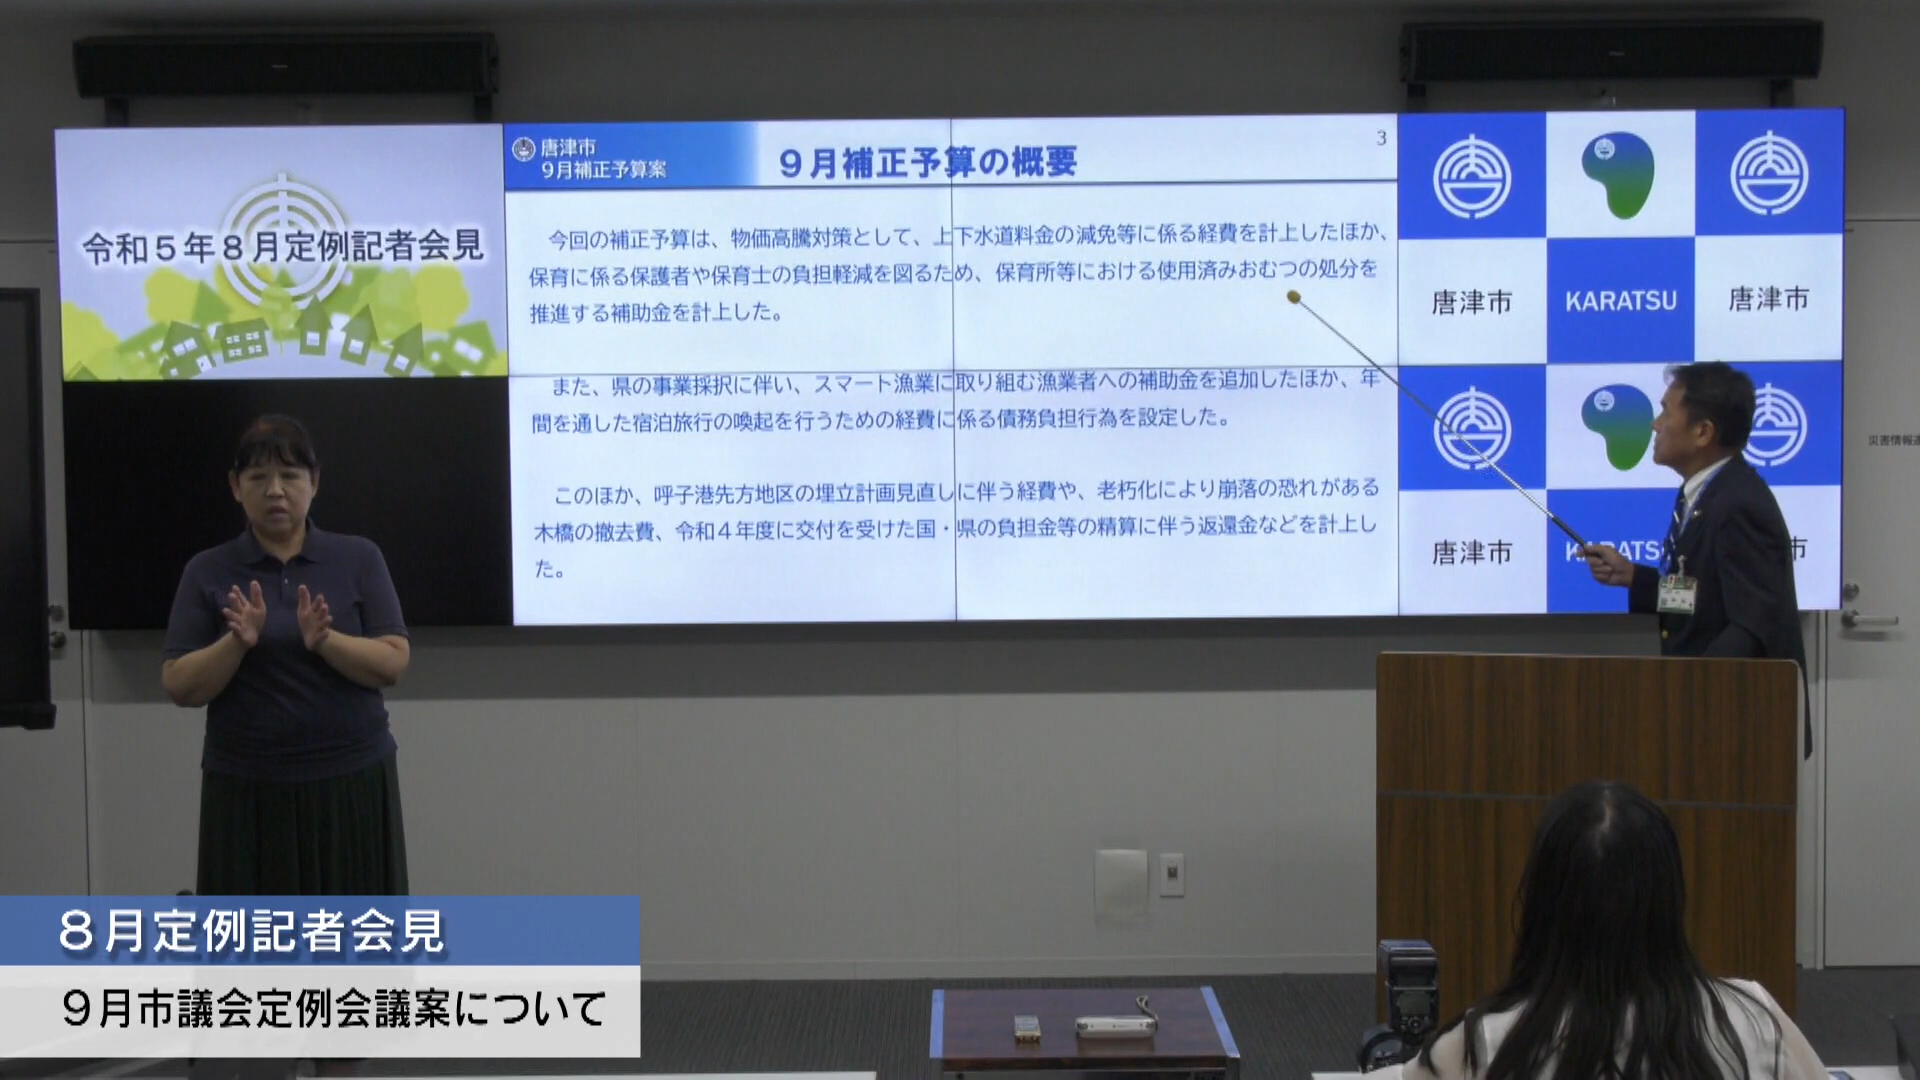 令和５年８月定例記者会見
唐津市
９月補正予算案
９月補正予算の概要
3
今回の補正予算は、物価高騰対策として、上下水道料金の減免等に係る経費を計上したほか、
保育に係る保護者や保育士の負担軽減を図るため、保育所等における使用済みおむつの処分を
推進する補助金を計上した。
また、県の事業採択に伴い、スマート漁業に取り組む漁業者への補助金を追加したほか、年
間を通した宿泊旅行の喚起を行うための経費に係る債務負担行為を設定した。
このほか、呼子港先方地区の埋立計画見直しに伴う経費や、老朽化により崩落の恐れがある
木橋の撤去費、令和４年度に交付を受けた国・県の負担金等の精算に伴う返還金などを計上し
た。
唐津市
KARATSU
唐津市
唐津市
KARATS
市
災害情報
８月定例記者会見
９月市議会定例会議案について